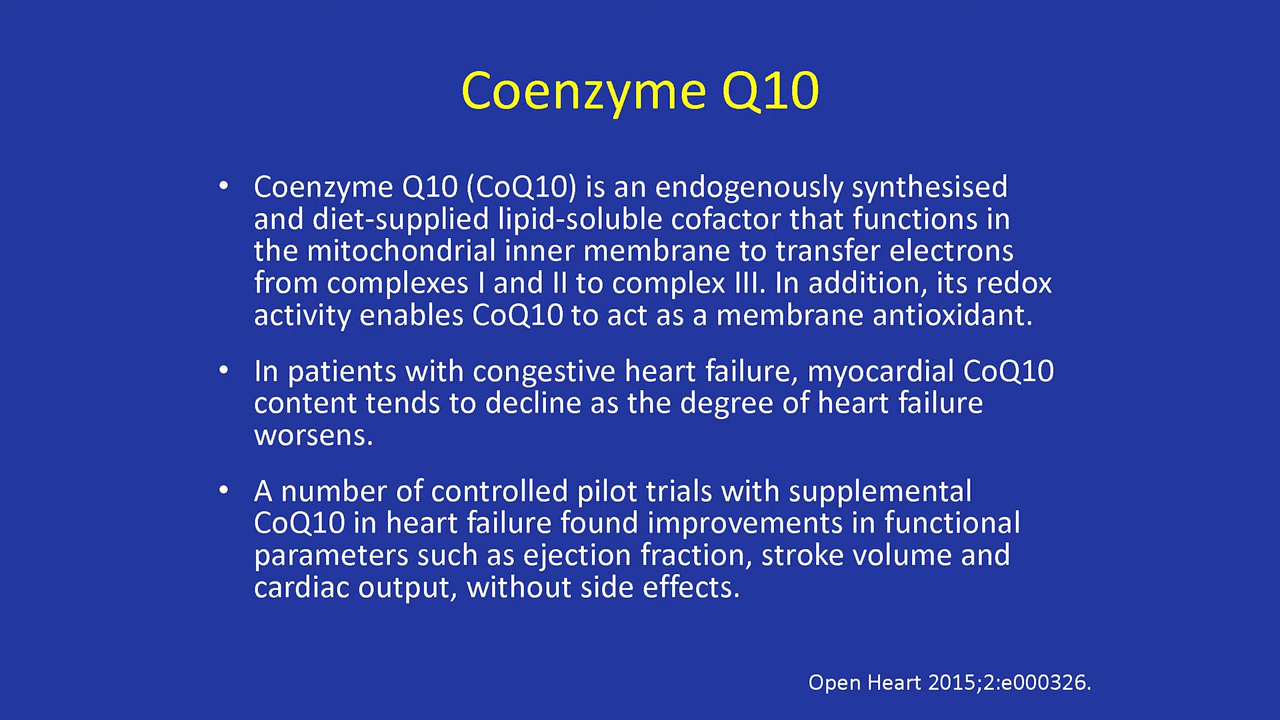 Coenzyme Q10
• Coenzyme Q10 (CoQ10) is an endogenously synthesised
and diet-supplied lipid-soluble cofactor that functions in
the mitochondrial inner membrane to transfer electrons
from complexes I and II to complex III. In addition, its redox
activity enables CoQ10 to act as a membrane antioxidant.
• In patients with congestive heart failure, myocardial CoQ10
content tends to decline as the degree of heart failure
worsens.
• A number of controlled pilot trials with supplemental
CoQ10 in heart failure found improvements in functional
parameters such as ejection fraction, stroke volume and
cardiac output, without side effects.
Open Heart 2015;2:e000326.